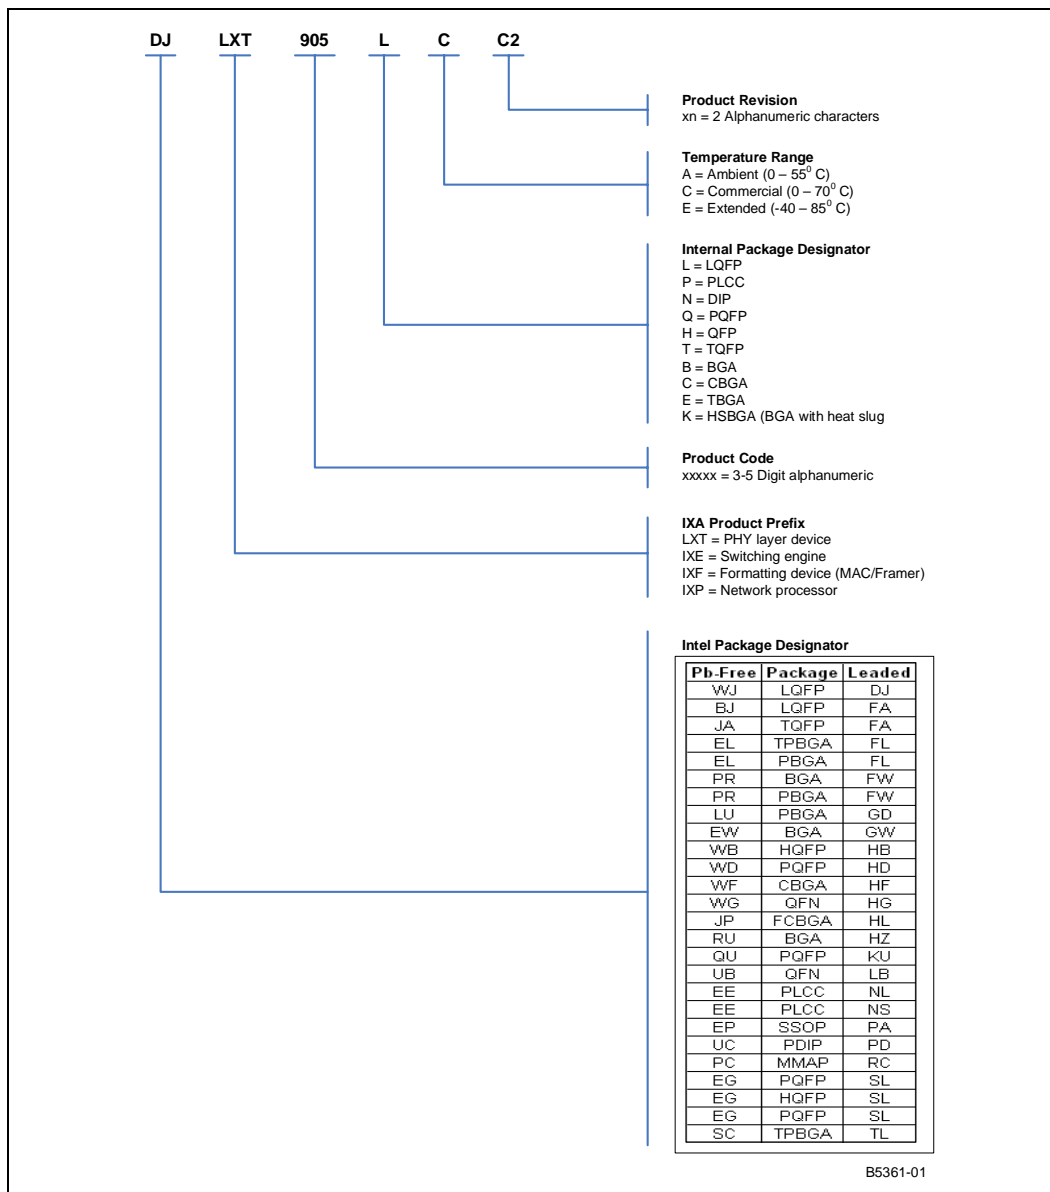 DJ LXT 905 L C C2
Product Revision
xn = 2 Alphanumeric characters
Temperature Range
A = Ambient (0 – 55⁰ C)
C = Commercial (0 – 70⁰ C)
E = Extended (-40 – 85⁰ C)
Internal Package Designator
L = LQFP
P = PLCC
N = DIP
Q = PQFP
H = QFP
T = TQFP
B = BGA
C = CBGA
E = TBGA
K = HSBGA (BGA with heat slug
Product Code
xxxxx = 3-5 Digit alphanumeric
IXA Product Prefix
LXT = PHY layer device
IXE = Switching engine
IXF = Formatting device (MAC/Framer)
IXP = Network processor
Intel Package Designator
Pb-Free Package Leaded
WJ LQFP DJ
BJ LQFP FA
JA TQFP FA
EL TPBGA FL
EL PBGA FL
PR BGA FW
PR PBGA FW
LU PBGA GD
EW BGA GW
WB HQFP HB
WD PQFP HD
WF CBGA HF
WG QFN HG
JP FCBGA HL
RU BGA HZ
QU PQFP KU
UB QFN LB
EE PLCC NL
EE PLCC NS
EP SSOP PA
UC PDIP PD
PC MMAP RC
EG PQFP SL
EG HQFP SL
EG PQFP SL
SC TPBGA TL
B5361-01